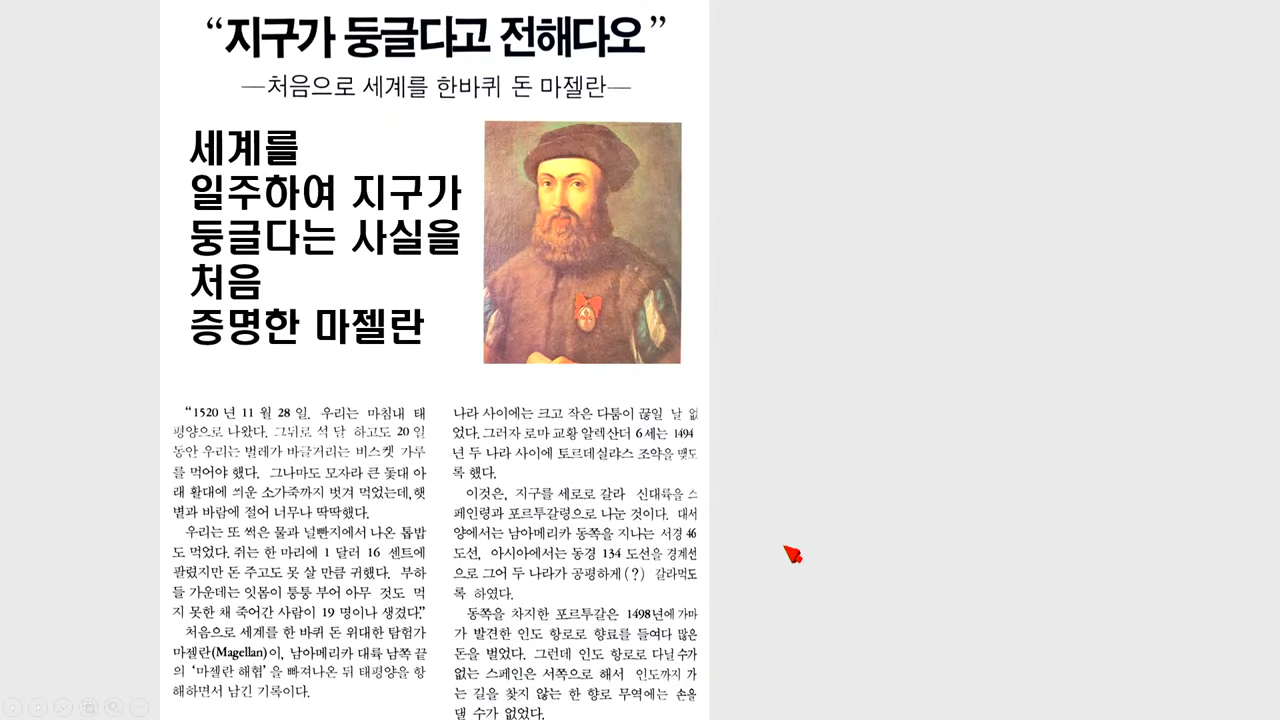 “지구가 둥글다고 전해다오”
—처음으로 세계를 한바퀴 돈 마젤란—
세계를
일주하여 지구가
둥글다는 사실을
처음
증명한 마젤란
“1520 년 11 월 28 일. 우리는 마침내 태
평양으로 나왔다. 그뒤로 석 달 하고도 20 일
동안 우리는 벌레가 바글거리는 비스켓 가루
를 먹어야 했다. 그나마도 모자라 큰 돛대 아
래 활대에 씌운 소가죽까지 벗겨 먹었는데, 햇
볕과 바람에 절어 너무나 딱딱했다.
우리는 또 썩은 물과 널빤지에서 나온 톱밥
도 먹었다. 쥐는 한 마리에 1 달러 16 센트에
팔렸지만 돈 주고도 못 살 만큼 귀했다. 부하
들 가운데는 잇몸이 퉁퉁 부어 아무 것도 먹
지 못한 채 죽어간 사람이 19 명이나 생겼다.”
처음으로 세계를 한 바퀴 돈 위대한 탐험가
마젤란(Magellan)이, 남아메리카 대륙 남쪽 끝
의 ‘마젤란 해협’을 빠져나온 뒤 태평양을 항
해하면서 남긴 기록이다.
나라 사이에는 크고 작은 다툼이 끊일 날 없
었다. 그러자 로마 교황 알렉산더 6세는 1494
년 두 나라 사이에 토르데실랴스 조약을 맺도
록 했다.
이것은, 지구를 세로로 갈라 신대륙을 스
페인령과 포르투갈령으로 나눈 것이다. 대서
양에서는 남아메리카 동쪽을 지나는 서경 46
도선, 아시아에서는 동경 134 도선을 경계선
으로 그어 두 나라가 공평하게(?) 갈라먹도
록 하였다.
동쪽을 차지한 포르투갈은 1498년에 가마
가 발견한 인도 항로로 향료를 들여다 많은
돈을 벌었다. 그런데 인도 항로로 다닐 수가
없는 스페인은 서쪽으로 해서 인도까지 가
는 길을 찾지 않는 한 향로 무역에는 손을
댈 수가 없었다.